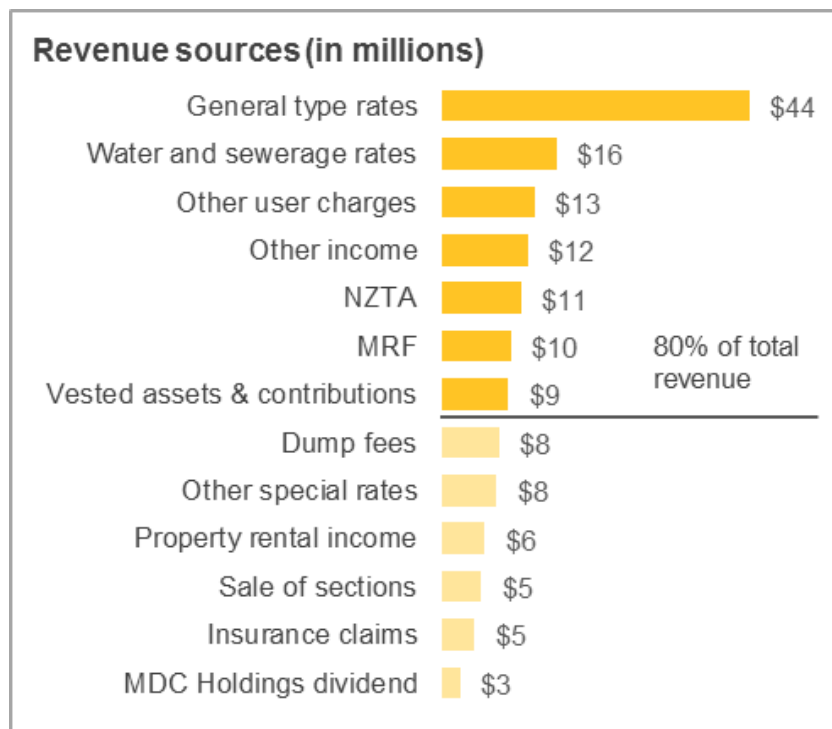 Revenue sources (in millions)
General type rates $44
Water and sewerage rates $16
Other user charges $13
Other income $12
NZTA $11
MRF $10
80% of total
revenue
Vested assets & contributions $9
Dump fees $8
Other special rates $8
Property rental income $6
Sale of sections $5
Insurance claims $5
MDC Holdings dividend $3